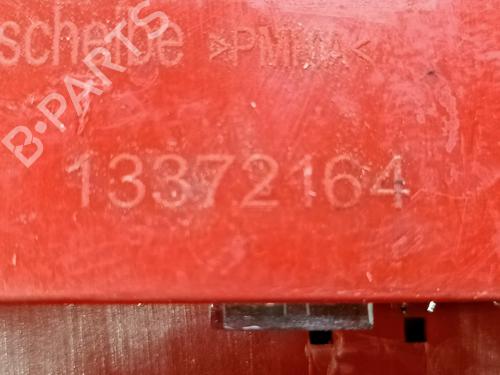 scheibe >PMMA<
B-PARTS
13372164